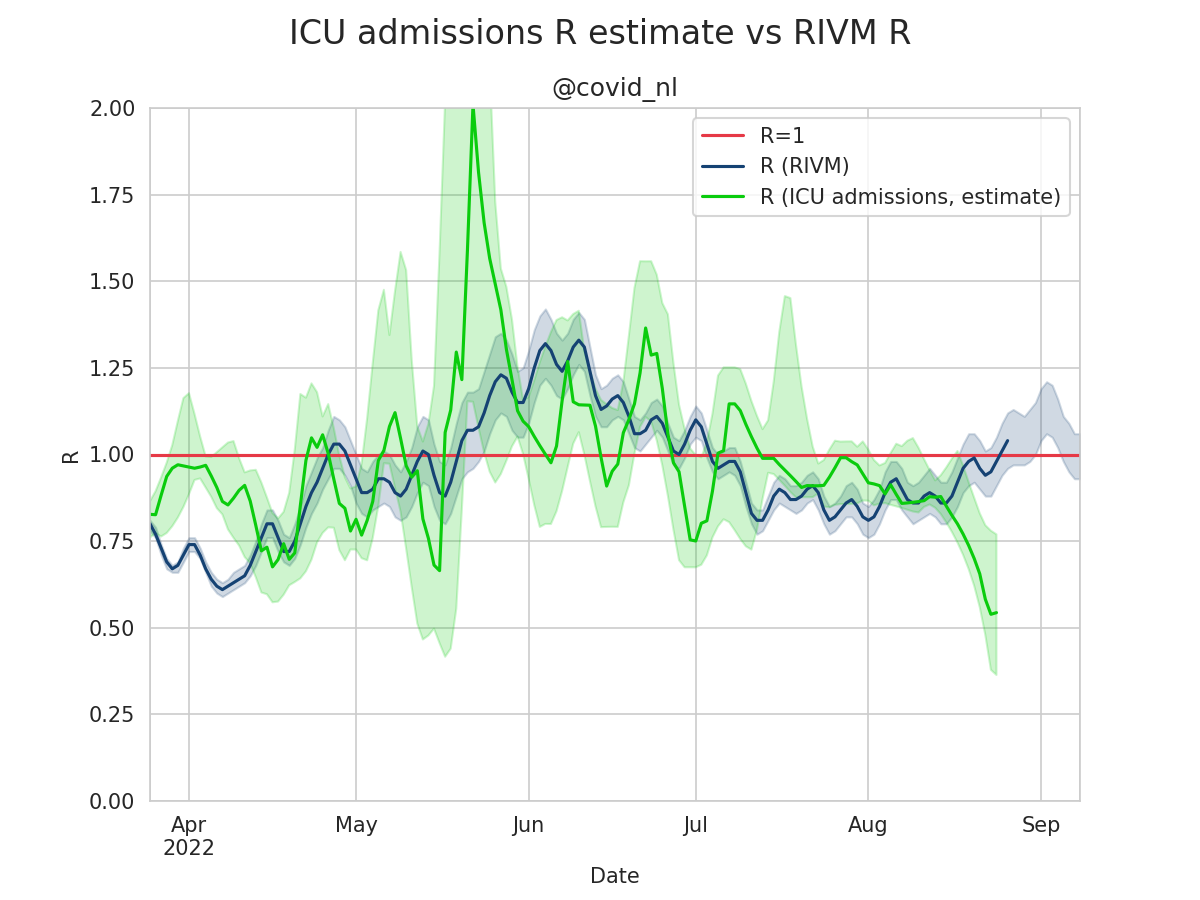 ICU admissions R estimate vs RIVM R
@covid_nl
2.00
1.75
1.50
1.25
1.00
0.75
0.50
0.25
0.00
R
R=1
R (RIVM)
R (ICU admissions, estimate)
Apr
2022
May
Jun
Jul
Aug
Sep
Date